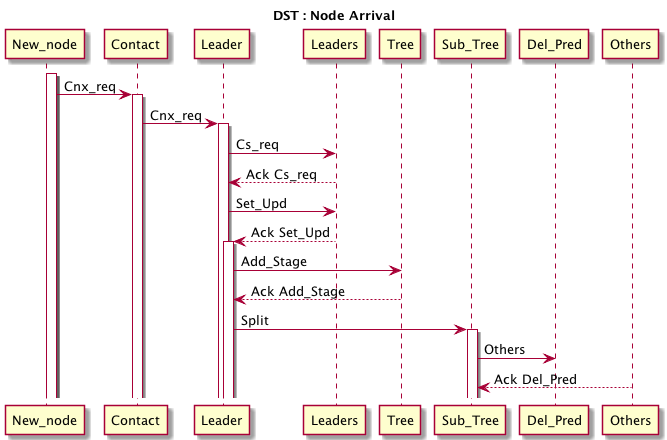 DST : Node Arrival
New_node Contact Leader Leaders Tree Sub_Tree Del_Pred Others
Cnx_req
Cnx_req
Cs_req
Ack Cs_req
Set_Upd
Ack Set_Upd
Add_Stage
Ack Add_Stage
Split
Others
Ack Del_Pred
New_node Contact Leader Leaders Tree Sub_Tree Del_Pred Others